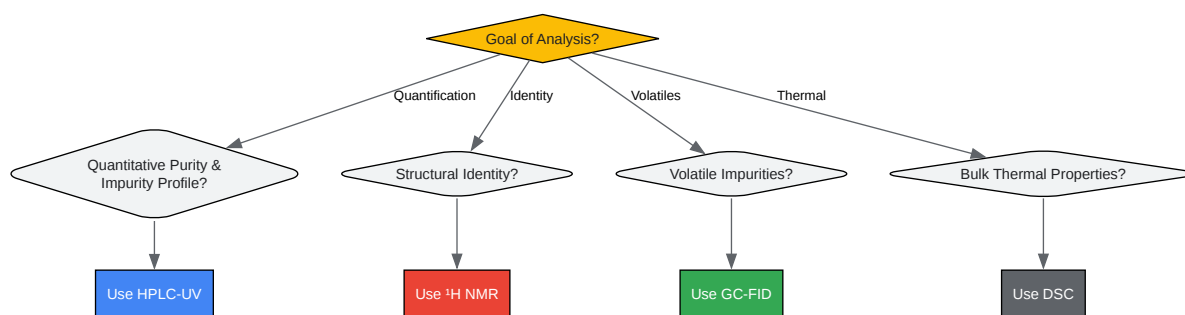 Goal of Analysis?
Quantification
Identity
Volatiles
Thermal
Quantitative Purity &
Impurity Profile?
Structural Identity?
Volatile Impurities?
Bulk Thermal Properties?
Use HPLC-UV
Use ¹H NMR
Use GC-FID
Use DSC